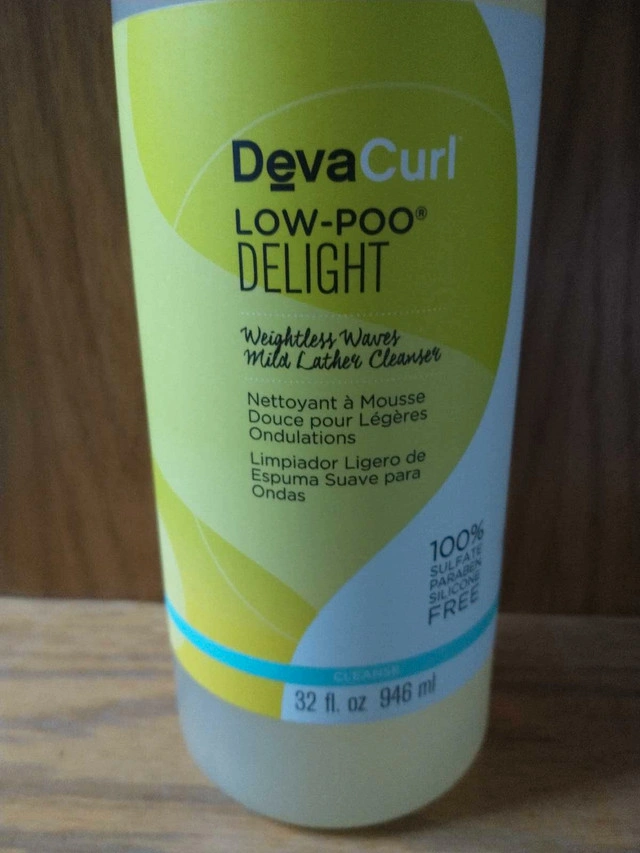 DevaCurl
LOW-POO®
DELIGHT
Weightless Waves
Mild Lather Cleanser
Nettoyant à Mousse
Douce pour Légères
Ondulations
Limpiador Ligero de
Espuma Suave para
Ondas
100%
SULFATE
PARABEN
SILICONE
FREE
CLEANSE
32 fl. oz 946 ml